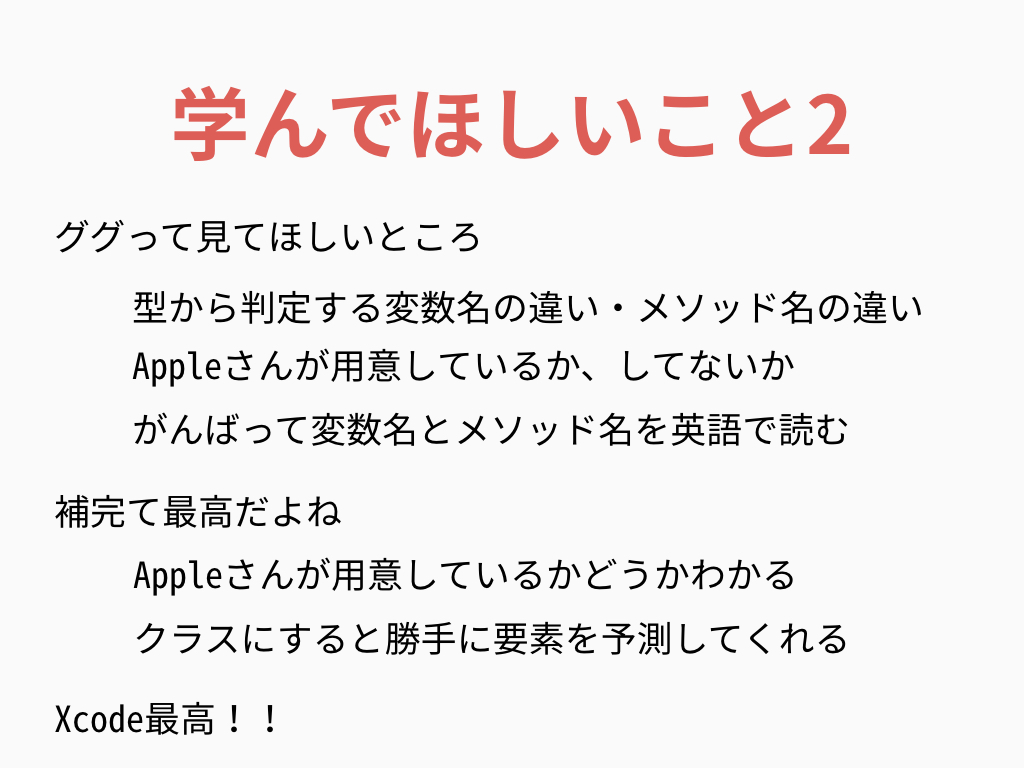 学んでほしいこと2
ググって見てほしいところ
型から判定する変数名の違い・メソッド名の違い
Appleさんが用意しているか、してないか
がんばって変数名とメソッド名を英語で読む
補完て最高だよね
Appleさんが用意しているかどうかわかる
クラスにすると勝手に要素を予測してくれる
Xcode最高！！